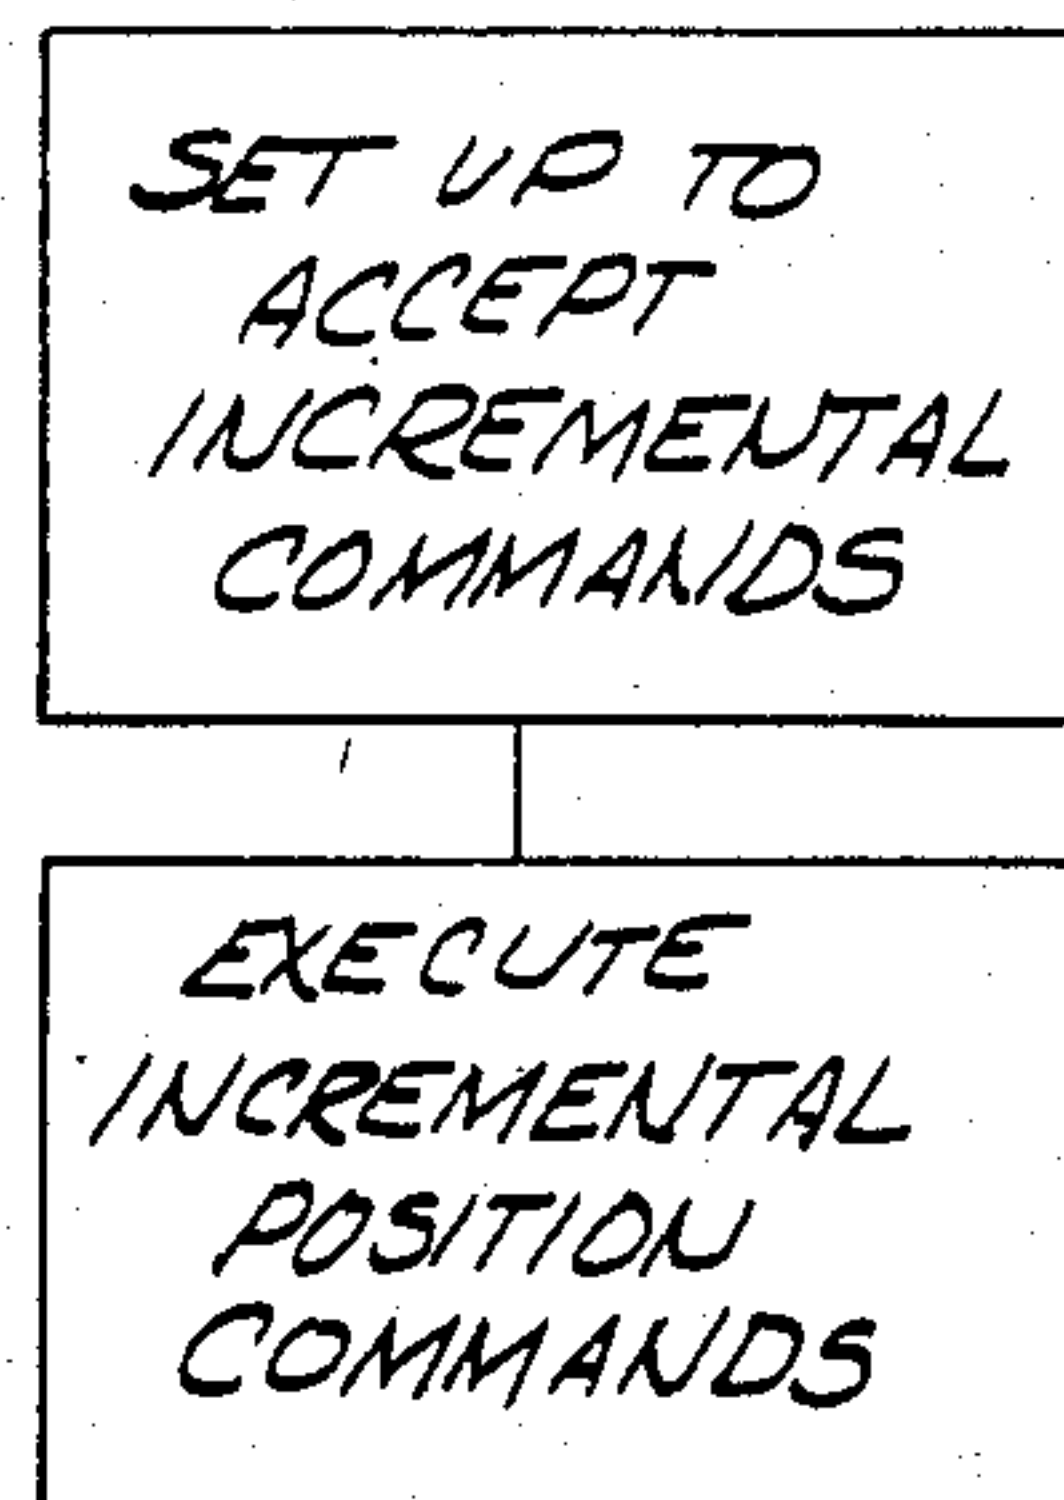 SET UP TO
ACCEPT
INCREMENTAL
COMMANDS
EXECUTE
INCREMENTAL
POSITION
COMMANDS